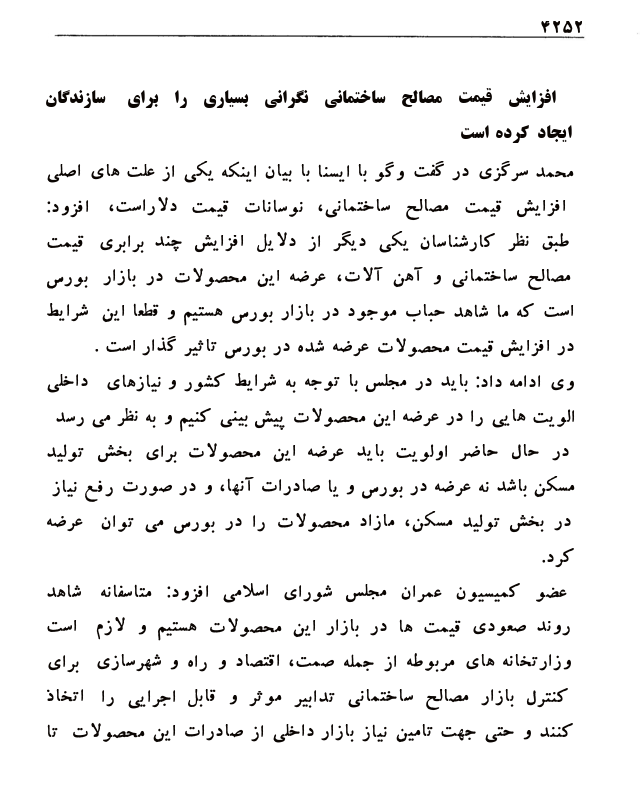 ۴۲۵۲
افزایش قیمت مصالح ساختمانی نگرانی بسیاری را برای سازندگان
ایجاد کرده است
محمد سرگزی در گفت وگو با ایسنا با بیان اینکه یکی از علت های اصلی
افزایش قیمت مصالح ساختمانی، نوسانات قیمت دلاراست، افزود:
طبق نظر کارشناسان یکی دیگر از دلایل افزایش چند برابری قیمت
مصالح ساختمانی و آهن آلات، عرضه این محصولات در بازار بورس
است که ما شاهد حباب موجود در بازار بورس هستیم و قطعا این شرایط
در افزایش قیمت محصولات عرضه شده در بورس تاثیر گذار است .
وی ادامه داد: باید در مجلس با توجه به شرایط کشور و نیازهای داخلی
الویت هایی را در عرضه این محصولات پیش بینی کنیم و به نظر می رسد
در حال حاضر اولویت باید عرضه این محصولات برای بخش تولید
مسکن باشد نه عرضه در بورس و یا صادرات آنها، و در صورت رفع نیاز
در بخش تولید مسکن، مازاد محصولات را در بورس می توان عرضه
کرد.
عضو کمیسیون عمران مجلس شورای اسلامی افزود: متاسفانه شاهد
روند صعودی قیمت ها در بازار این محصولات هستیم و لازم است
وزارتخانه های مربوطه از جمله صمت، اقتصاد و راه و شهرسازی برای
کنترل بازار مصالح ساختمانی تدابیر موثر و قابل اجرایی را اتخاذ
کنند و حتی جهت تامین نیاز بازار داخلی از صادرات این محصولات تا